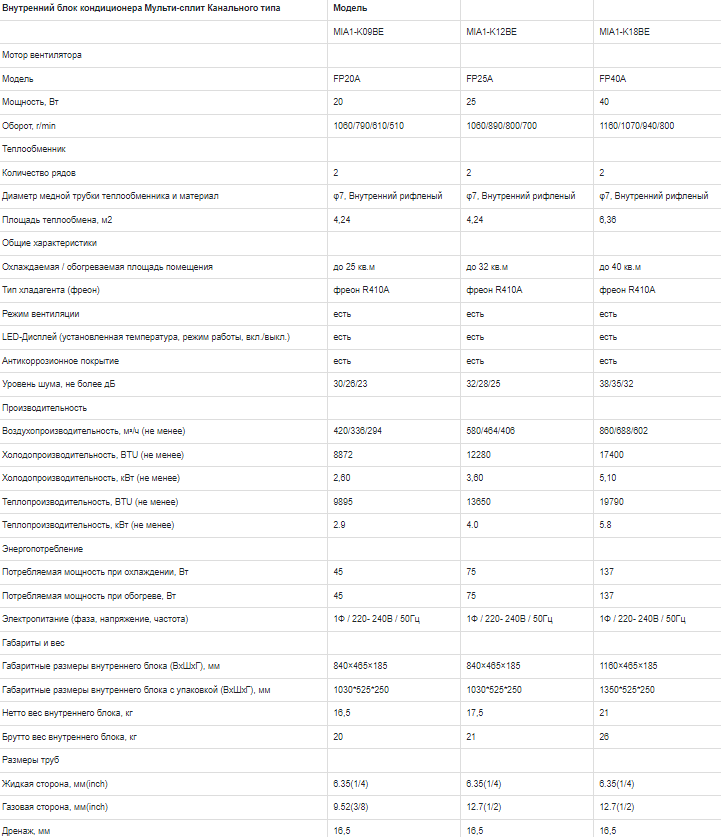 Внутренний блок кондиционера Мульти-сплит Канального типа Модель
MIA1-K09BE MIA1-K12BE MIA1-K18BE
Мотор вентилятора
Модель FP20A FP25A FP40A
Мощность, Вт 20 25 40
Оборот, r/min 1060/790/610/510 1060/890/800/700 1160/1070/940/800
Теплообменник
Количество рядов 2 2 2
Диаметр медной трубки теплообменника и материал φ7, Внутренний рифленый φ7, Внутренний рифленый φ7, Внутренний рифленый
Площадь теплообмена, м2 4,24 4,24 6,36
Общие характеристики
Охлаждаемая / обогреваемая площадь помещения до 25 кв.м до 32 кв.м до 40 кв.м
Тип хладагента (фреон) фреон R410A фреон R410A фреон R410A
Режим вентиляции есть есть есть
LED-Дисплей (установленная температура, режим работы, вкл./выкл.) есть есть есть
Антикоррозионное покрытие есть есть есть
Уровень шума, не более дБ 30/26/23 32/28/25 38/35/32
Производительность
Воздухопроизводительность, м³/ч (не менее) 420/336/294 580/464/406 860/688/602
Холодопроизводительность, BTU (не менее) 8872 12280 17400
Холодопроизводительность, кВт (не менее) 2,60 3,60 5,10
Теплопроизводительность, BTU (не менее) 9895 13650 19790
Теплопроизводительность, кВт (не менее) 2.9 4.0 5.8
Энергопотребление
Потребляемая мощность при охлаждении, Вт 45 75 137
Потребляемая мощность при обогреве, Вт 45 75 137
Электропитание (фаза, напряжение, частота) 1Ф / 220- 240В / 50Гц 1Ф / 220- 240В / 50Гц 1Ф / 220- 240В / 50Гц
Габариты и вес
Габаритные размеры внутреннего блока (ВхШхГ), мм 840×465×185 840×465×185 1160×465×185
Габаритные размеры внутреннего блока с упаковкой (ВхШхГ), мм 1030*525*250 1030*525*250 1350*525*250
Нетто вес внутреннего блока, кг 16,5 17,5 21
Брутто вес внутреннего блока, кг 20 21 26
Размеры труб
Жидкая сторона, мм(inch) 6.35(1/4) 6.35(1/4) 6.35(1/4)
Газовая сторона, мм(inch) 9.52(3/8) 12.7(1/2) 12.7(1/2)
Дренаж, мм 16,5 16,5 16,5